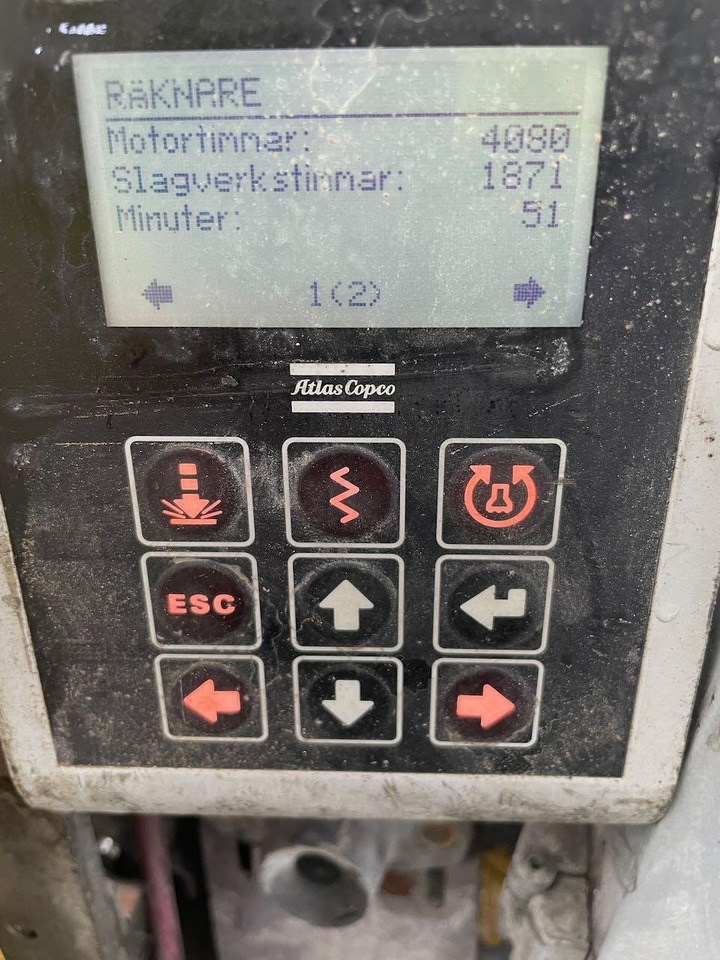 RÄKNARE
Motortimmar: 4080
Slagverkstimmar: 1871
Minuter: 51
1(2)
Atlas Copco
ESC